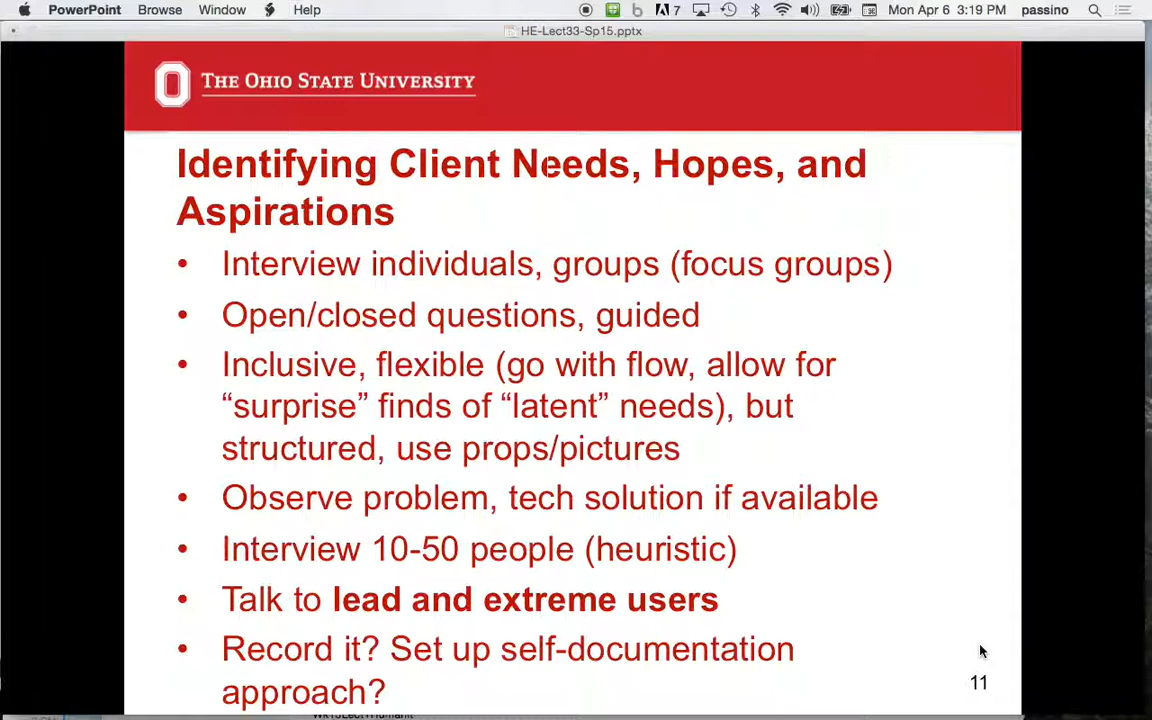 PowerPoint Browse Window Help 7 Mon Apr 6 3:19 PM passino
HE-Lect33-Sp15.pptx
THE OHIO STATE UNIVERSITY
Identifying Client Needs, Hopes, and
Aspirations
• Interview individuals, groups (focus groups)
• Open/closed questions, guided
• Inclusive, flexible (go with flow, allow for
“surprise” finds of “latent” needs), but
structured, use props/pictures
• Observe problem, tech solution if available
• Interview 10-50 people (heuristic)
• Talk to lead and extreme users
• Record it? Set up self-documentation
approach?
11